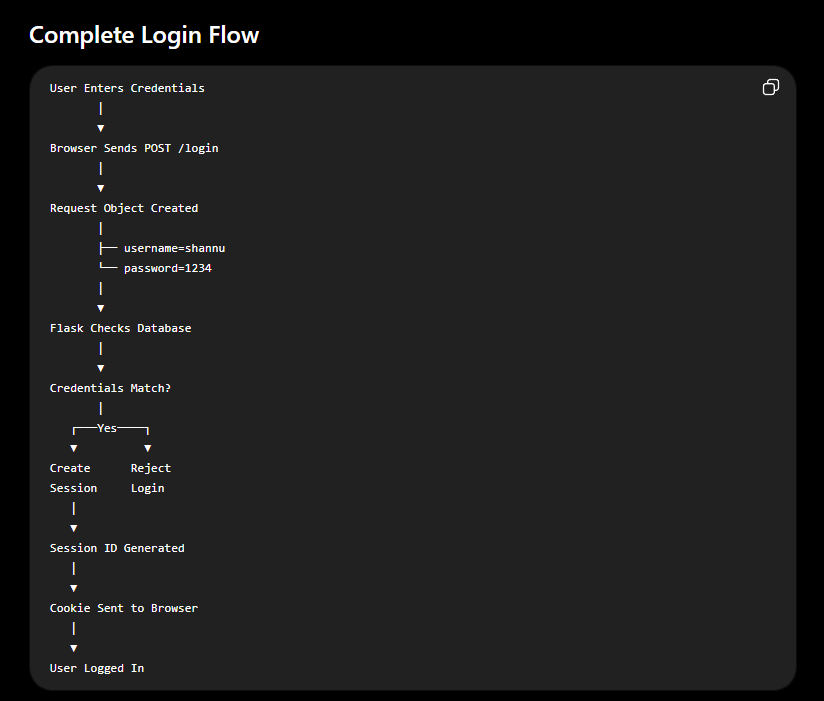 Complete Login Flow
User Enters Credentials
Browser Sends POST /login
Request Object Created
username=shannu
password=1234
Flask Checks Database
Credentials Match?
Yes
Create Reject
Session Login
Session ID Generated
Cookie Sent to Browser
User Logged In